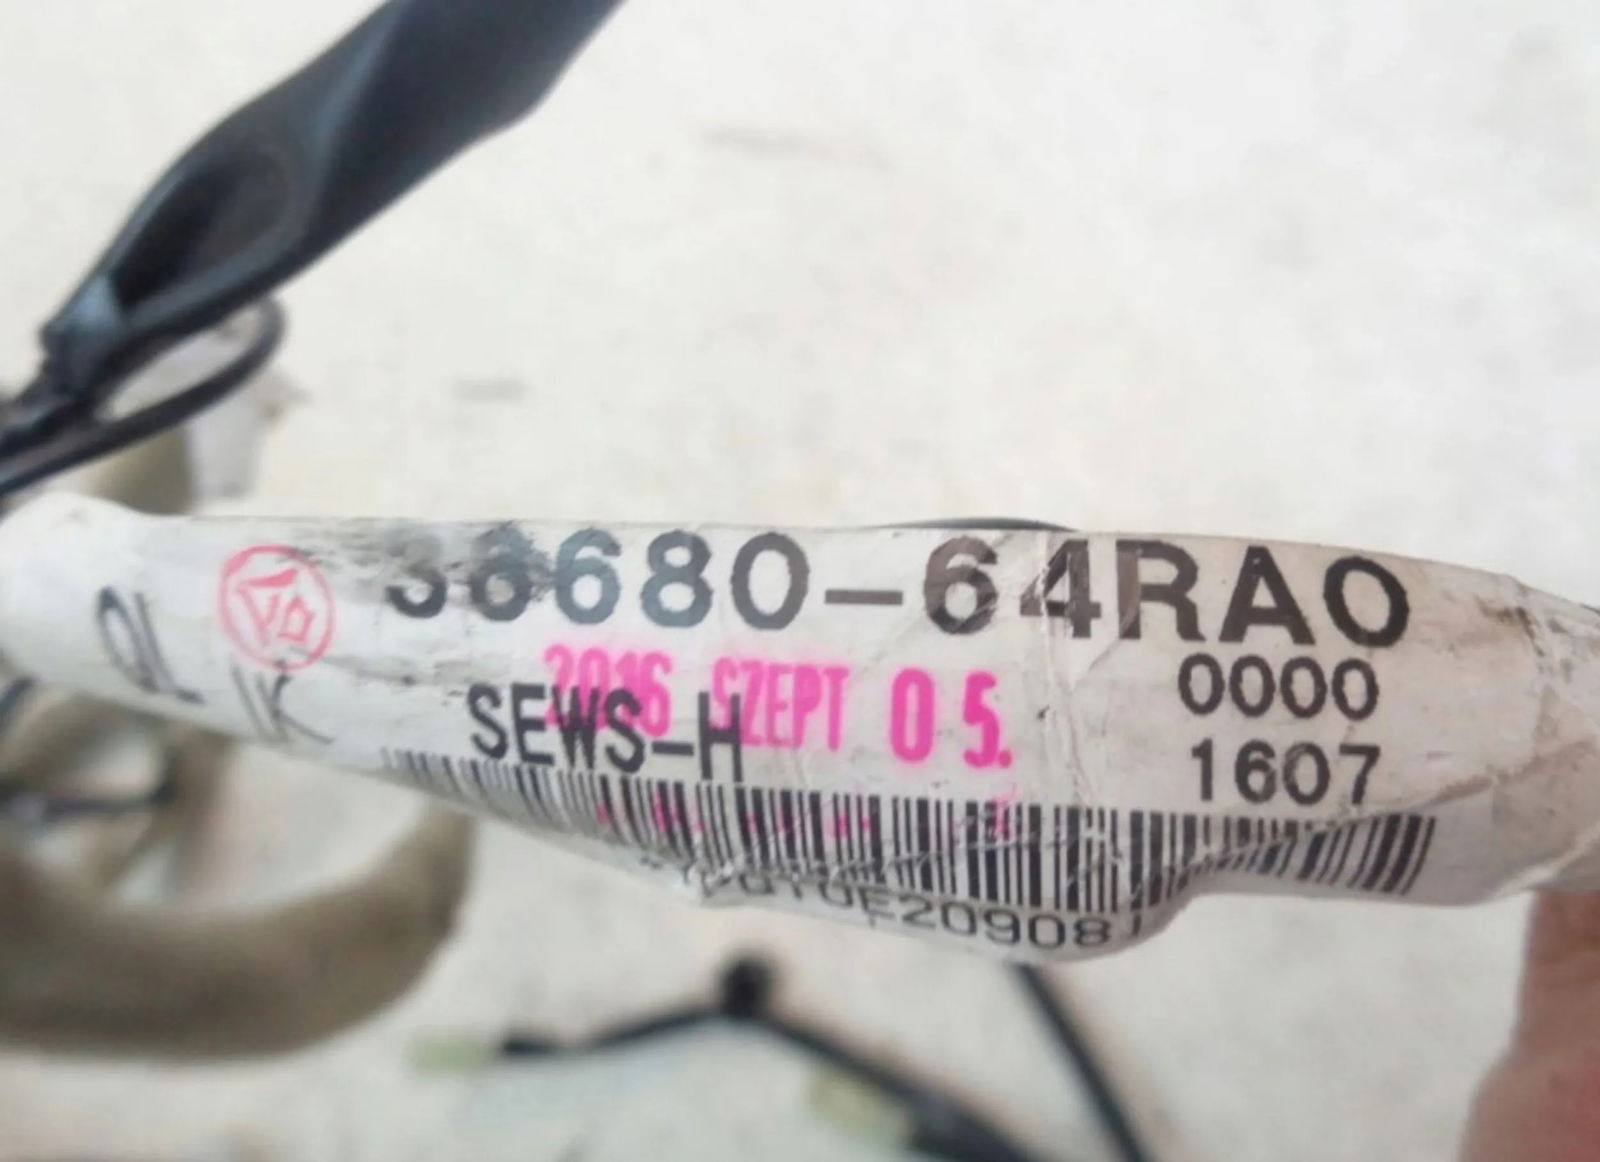 36680-64RA0
0000
2016 SZEPT 05.
SEWS-H
1607